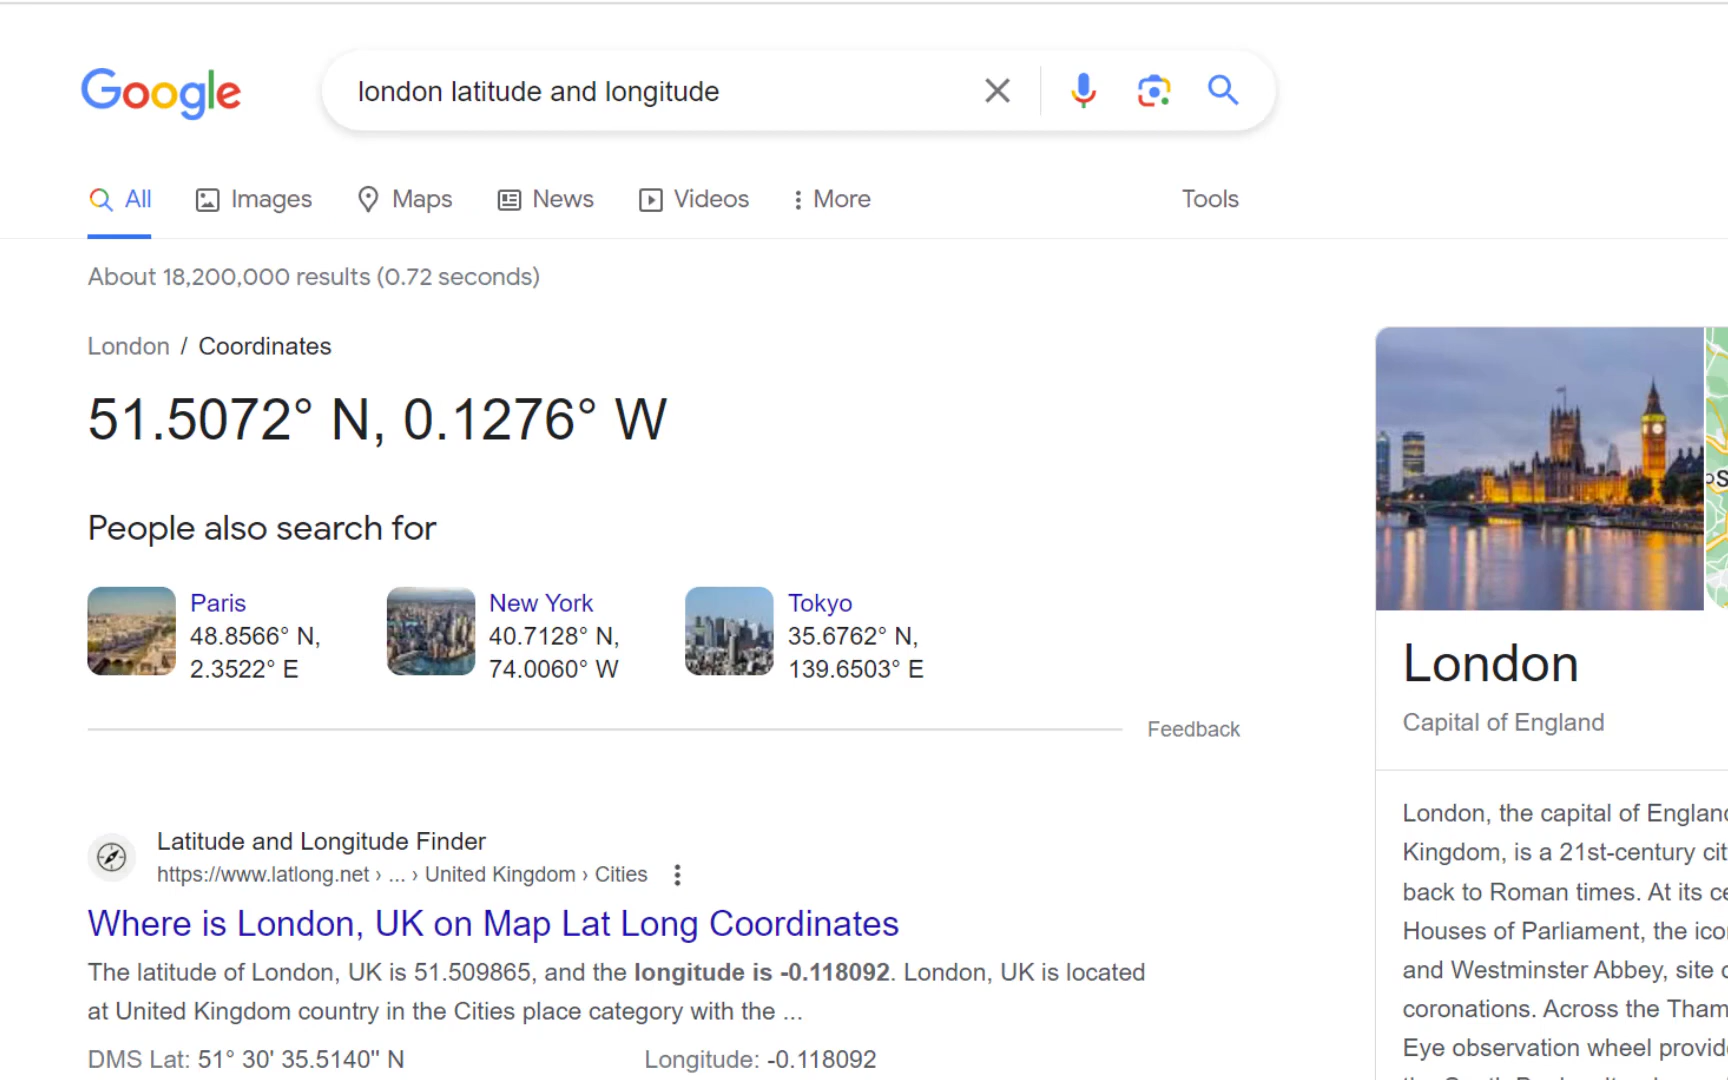 Google
london latitude and longitude
All Images Maps News Videos More Tools
About 18,200,000 results (0.72 seconds)
London / Coordinates
51.5072° N, 0.1276° W
People also search for
Paris
48.8566° N,
2.3522° E
New York
40.7128° N,
74.0060° W
Tokyo
35.6762° N,
139.6503° E
Feedback
Latitude and Longitude Finder
https://www.latlong.net › ... › United Kingdom › Cities
Where is London, UK on Map Lat Long Coordinates
The latitude of London, UK is 51.509865, and the longitude is -0.118092. London, UK is located
at United Kingdom country in the Cities place category with the ...
DMS Lat: 51° 30' 35.5140'' N Longitude: -0.118092
London
Capital of England
London, the capital of England
Kingdom, is a 21st-century cit
back to Roman times. At its ce
Houses of Parliament, the ico
and Westminster Abbey, site o
coronations. Across the Tham
Eye observation wheel provid